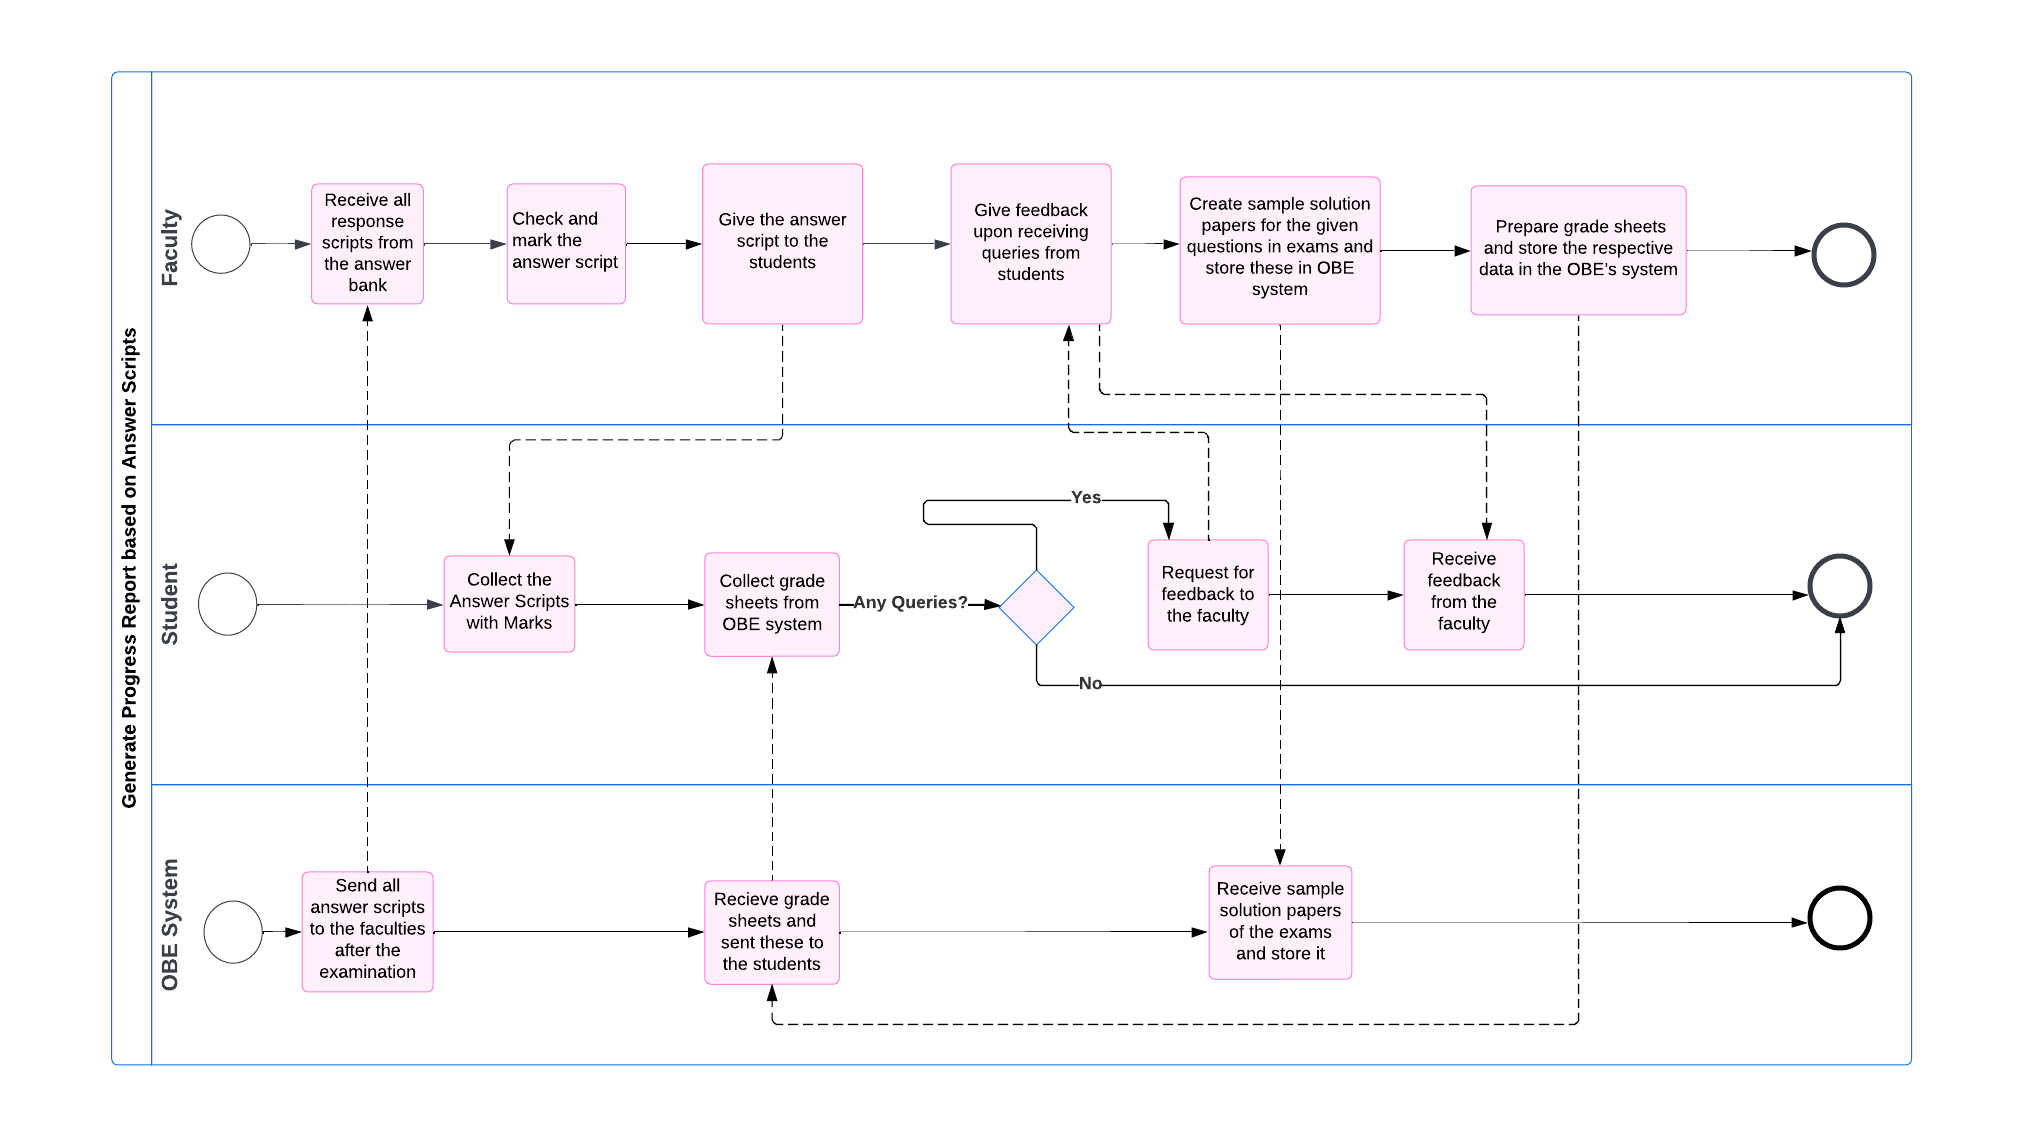 Generate Progress Report based on Answer Scripts
Faculty
Receive all
response
scripts from
the answer
bank
Check and
mark the
answer script
Give the answer
script to the
students
Give feedback
upon receiving
queries from
students
Create sample solution
papers for the given
questions in exams and
store these in OBE
system
Prepare grade sheets
and store the respective
data in the OBE's system
Student
Collect the
Answer Scripts
with Marks
Collect grade
sheets from
OBE system
Any Queries?
Yes
No
Request for
feedback to
the faculty
Receive
feedback
from the
faculty
OBE System
Send all
answer scripts
to the faculties
after the
examination
Recieve grade
sheets and
sent these to
the students
Receive sample
solution papers
of the exams
and store it